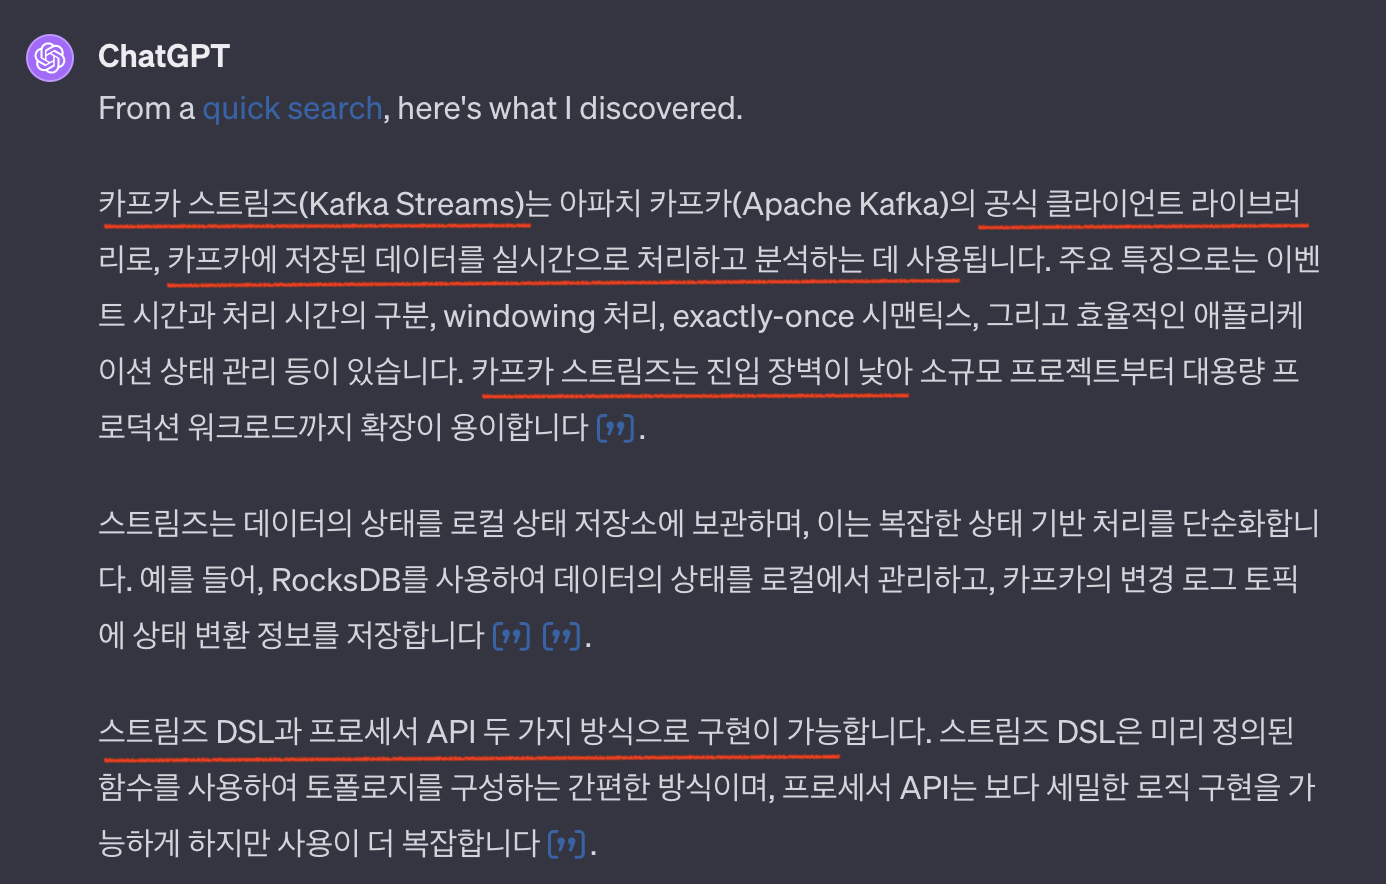 ChatGPT
From a quick search, here's what I discovered.
카프카 스트림즈(Kafka Streams)는 아파치 카프카(Apache Kafka)의 공식 클라이언트 라이브러
리로, 카프카에 저장된 데이터를 실시간으로 처리하고 분석하는 데 사용됩니다. 주요 특징으로는 이벤
트 시간과 처리 시간의 구분, windowing 처리, exactly-once 시맨틱스, 그리고 효율적인 애플리케
이션 상태 관리 등이 있습니다. 카프카 스트림즈는 진입 장벽이 낮아 소규모 프로젝트부터 대용량 프
로덕션 워크로드까지 확장이 용이합니다 [❞].
스트림즈는 데이터의 상태를 로컬 상태 저장소에 보관하며, 이는 복잡한 상태 기반 처리를 단순화합니
다. 예를 들어, RocksDB를 사용하여 데이터의 상태를 로컬에서 관리하고, 카프카의 변경 로그 토픽
에 상태 변환 정보를 저장합니다 [❞] [❞].
스트림즈 DSL과 프로세서 API 두 가지 방식으로 구현이 가능합니다. 스트림즈 DSL은 미리 정의된
함수를 사용하여 토폴로지를 구성하는 간편한 방식이며, 프로세서 API는 보다 세밀한 로직 구현을 가
능하게 하지만 사용이 더 복잡합니다 [❞].